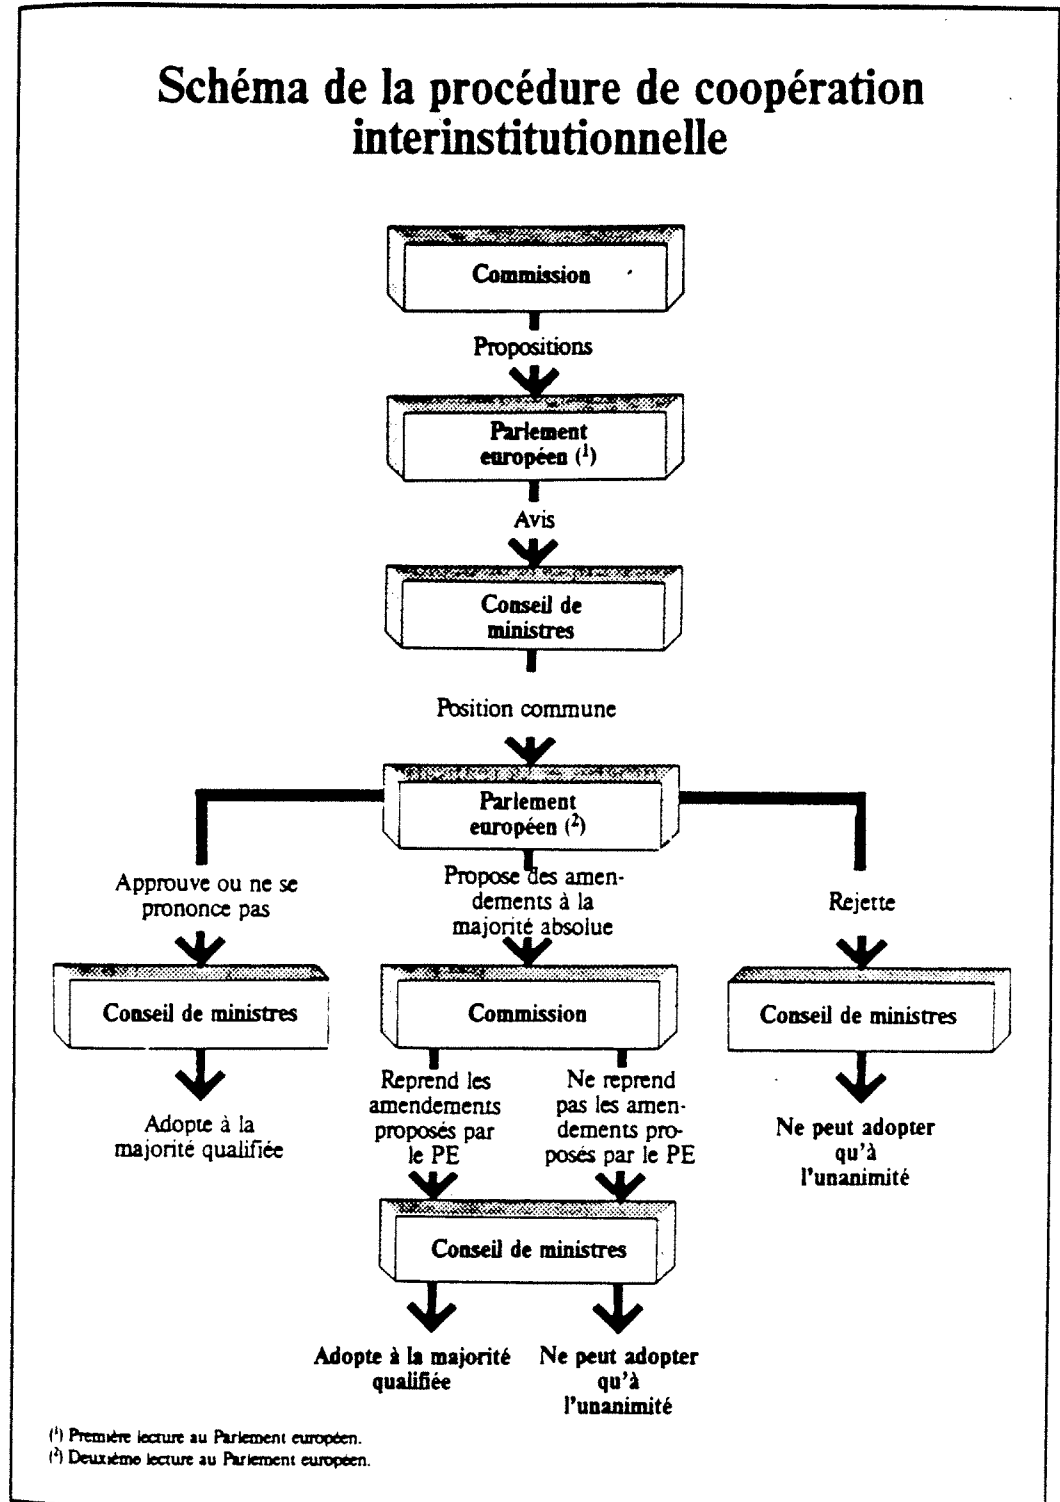 Schéma de la procédure de coopération
interinstitutionnelle
Commission
Propositions
Parlement
européen (¹)
Avis
Conseil de
ministres
Position commune
Parlement
européen (²)
Approuve ou ne se
prononce pas
Propose des amen-
dements à la
majorité absolue
Rejette
Conseil de ministres
Commission
Conseil de ministres
Adopte à la
majorité qualifiée
Reprend les
amendements
proposés par
le PE
Ne reprend
pas les amen-
dements pro-
posés par le PE
Ne peut adopter
qu'à
l'unanimité
Conseil de ministres
Adopte à la majorité
qualifiée
Ne peut adopter
qu'à
l'unanimité
(¹) Première lecture au Parlement européen.
(²) Deuxième lecture au Parlement européen.